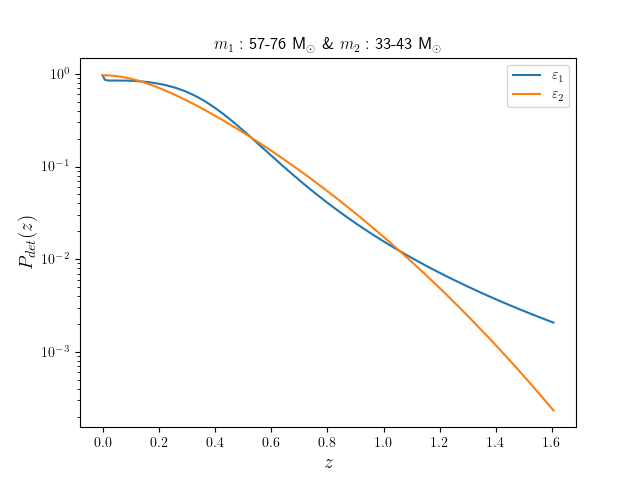 m₁ : 57-76 M☉ & m₂ : 33-43 M☉
ε₁
ε₂
10⁰
10⁻¹
10⁻²
10⁻³
P_det(z)
0.0 0.2 0.4 0.6 0.8 1.0 1.2 1.4 1.6
z